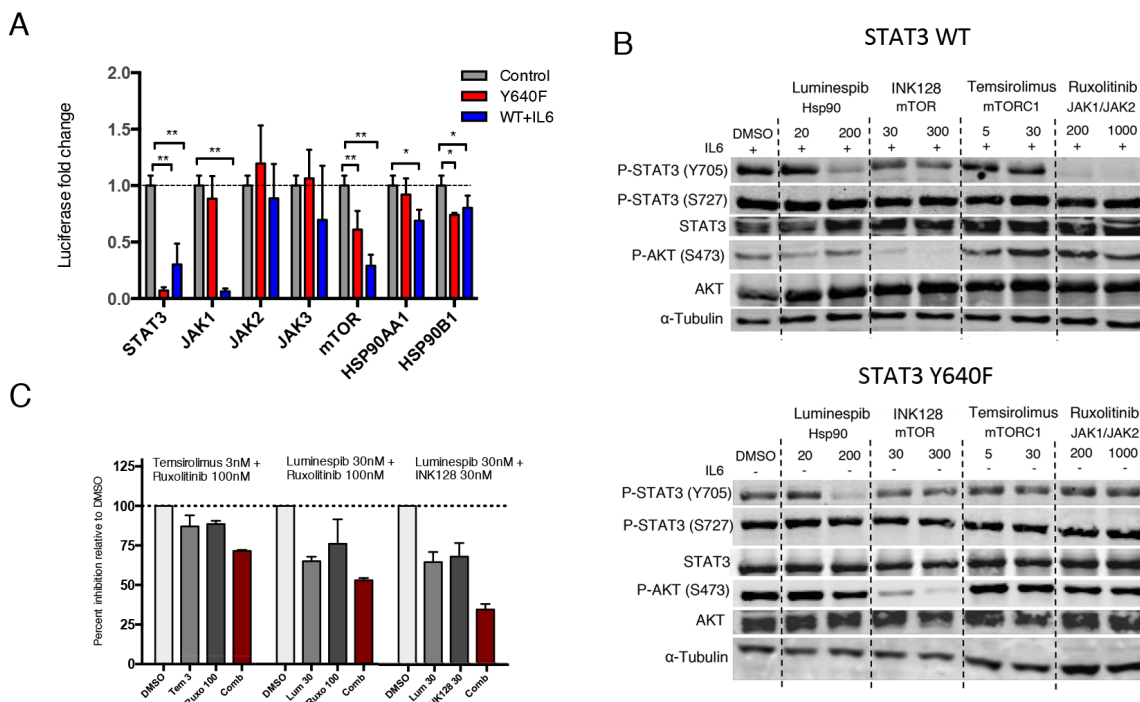 A
2.0
1.5
1.0
0.5
0.0
Luciferase fold change
Control
Y640F
WT+IL6
** ** ** ** ** * * *
STAT3 JAK1 JAK2 JAK3 mTOR HSP90AA1 HSP90B1
B
STAT3 WT
Luminespib INK128 Temsirolimus Ruxolitinib
Hsp90 mTOR mTORC1 JAK1/JAK2
DMSO 20 200 30 300 5 30 200 1000
IL6 + + + + + + + + +
P-STAT3 (Y705)
P-STAT3 (S727)
STAT3
P-AKT (S473)
AKT
α-Tubulin
STAT3 Y640F
Luminespib INK128 Temsirolimus Ruxolitinib
Hsp90 mTOR mTORC1 JAK1/JAK2
DMSO 20 200 30 300 5 30 200 1000
IL6 - - - - - - - - -
P-STAT3 (Y705)
P-STAT3 (S727)
STAT3
P-AKT (S473)
AKT
α-Tubulin
C
Percent inhibition relative to DMSO
125
100
75
50
25
0
Temsirolimus 3nM +
Ruxolitinib 100nM
Luminespib 30nM +
Ruxolitinib 100nM
Luminespib 30nM +
INK128 30nM
DMSO Tem 3 Ruxo 100 Comb DMSO Lum 30 Ruxo 100 Comb DMSO Lum 30 NK128 30 Comb